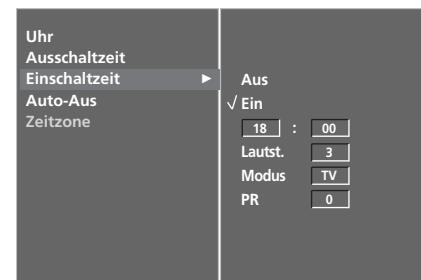 Uhr
Ausschaltzeit
Einschaltzeit ►
Auto-Aus
Zeitzone
Aus
√ Ein
18 : 00
Lautst. 3
Modus TV
PR 0